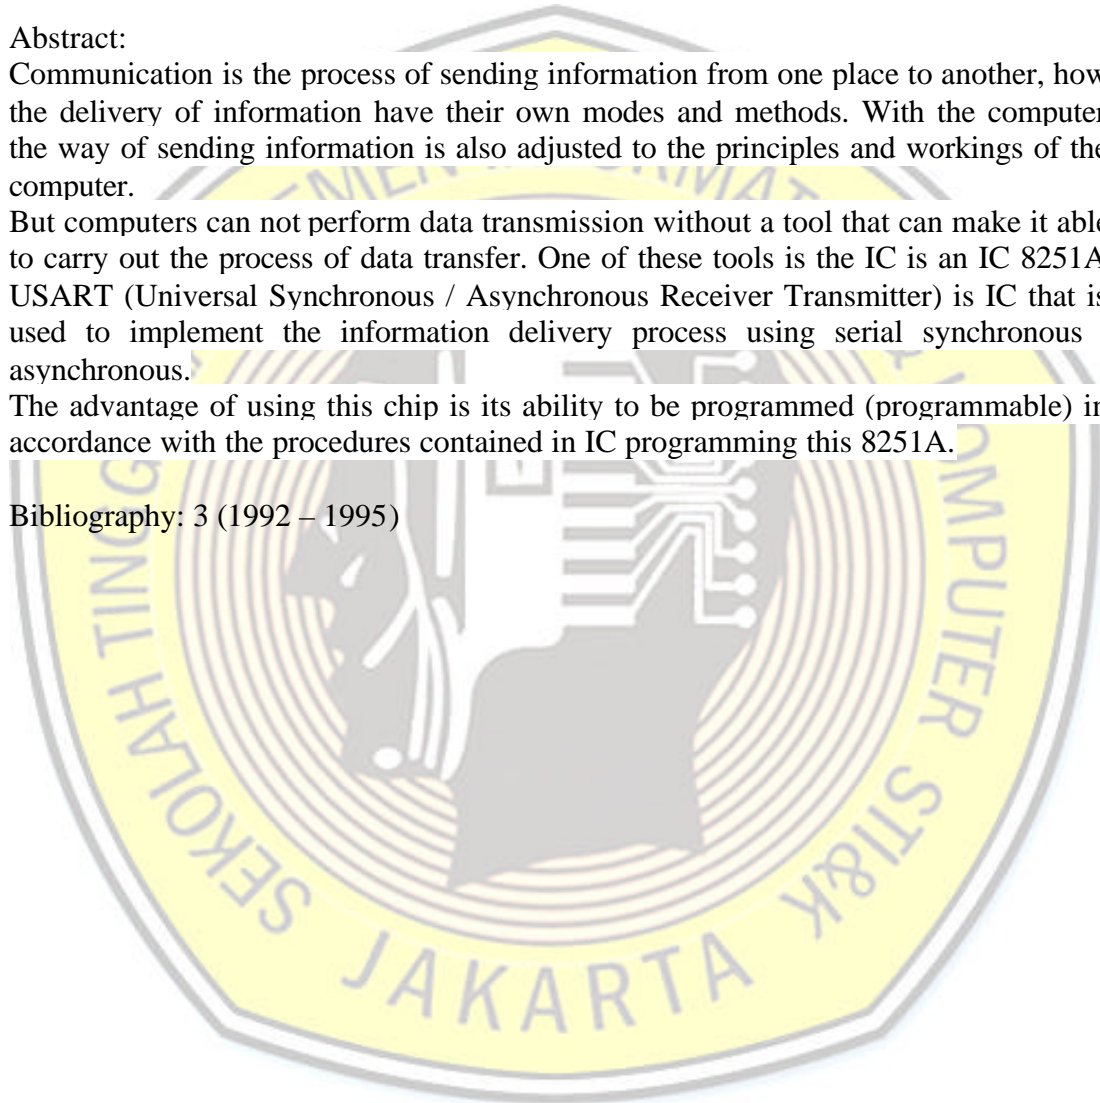 Abstract:
Communication is the process of sending information from one place to another, how
the delivery of information have their own modes and methods. With the computer
the way of sending information is also adjusted to the principles and workings of the
computer.
But computers can not perform data transmission without a tool that can make it able
to carry out the process of data transfer. One of these tools is the IC is an IC 8251A
USART (Universal Synchronous / Asynchronous Receiver Transmitter) is IC that is
used to implement the information delivery process using serial synchronous
asynchronous.
The advantage of using this chip is its ability to be programmed (programmable) in
accordance with the procedures contained in IC programming this 8251A.
Bibliography: 3 (1992 – 1995)
SEKOLAH TINGG
OMPUTER STI&K
JAKARTA